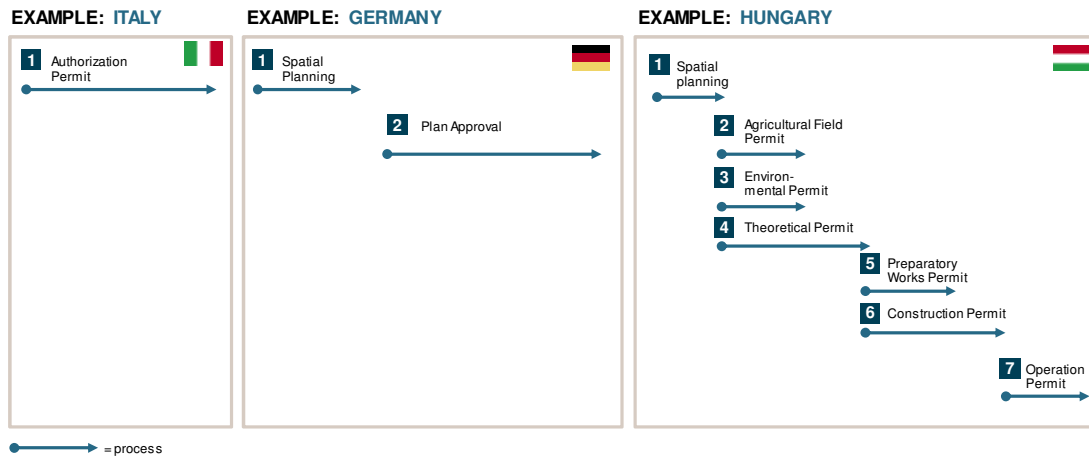 EXAMPLE: ITALY
1 Authorization
Permit
EXAMPLE: GERMANY
1 Spatial
Planning
2 Plan Approval
EXAMPLE: HUNGARY
1 Spatial
planning
2 Agricultural Field
Permit
3 Environ-
mental Permit
4 Theoretical Permit
5 Preparatory
Works Permit
6 Construction Permit
7 Operation
Permit
= process